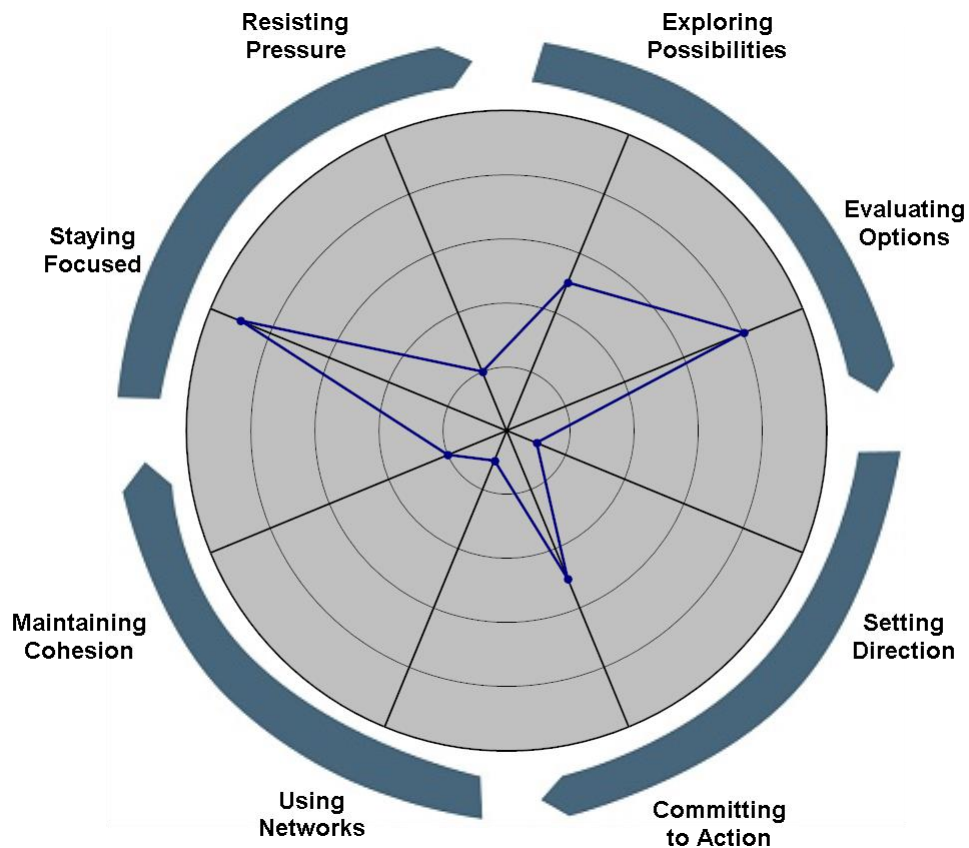 Resisting
Pressure
Exploring
Possibilities
Evaluating
Options
Staying
Focused
Setting
Direction
Maintaining
Cohesion
Using
Networks
Committing
to Action